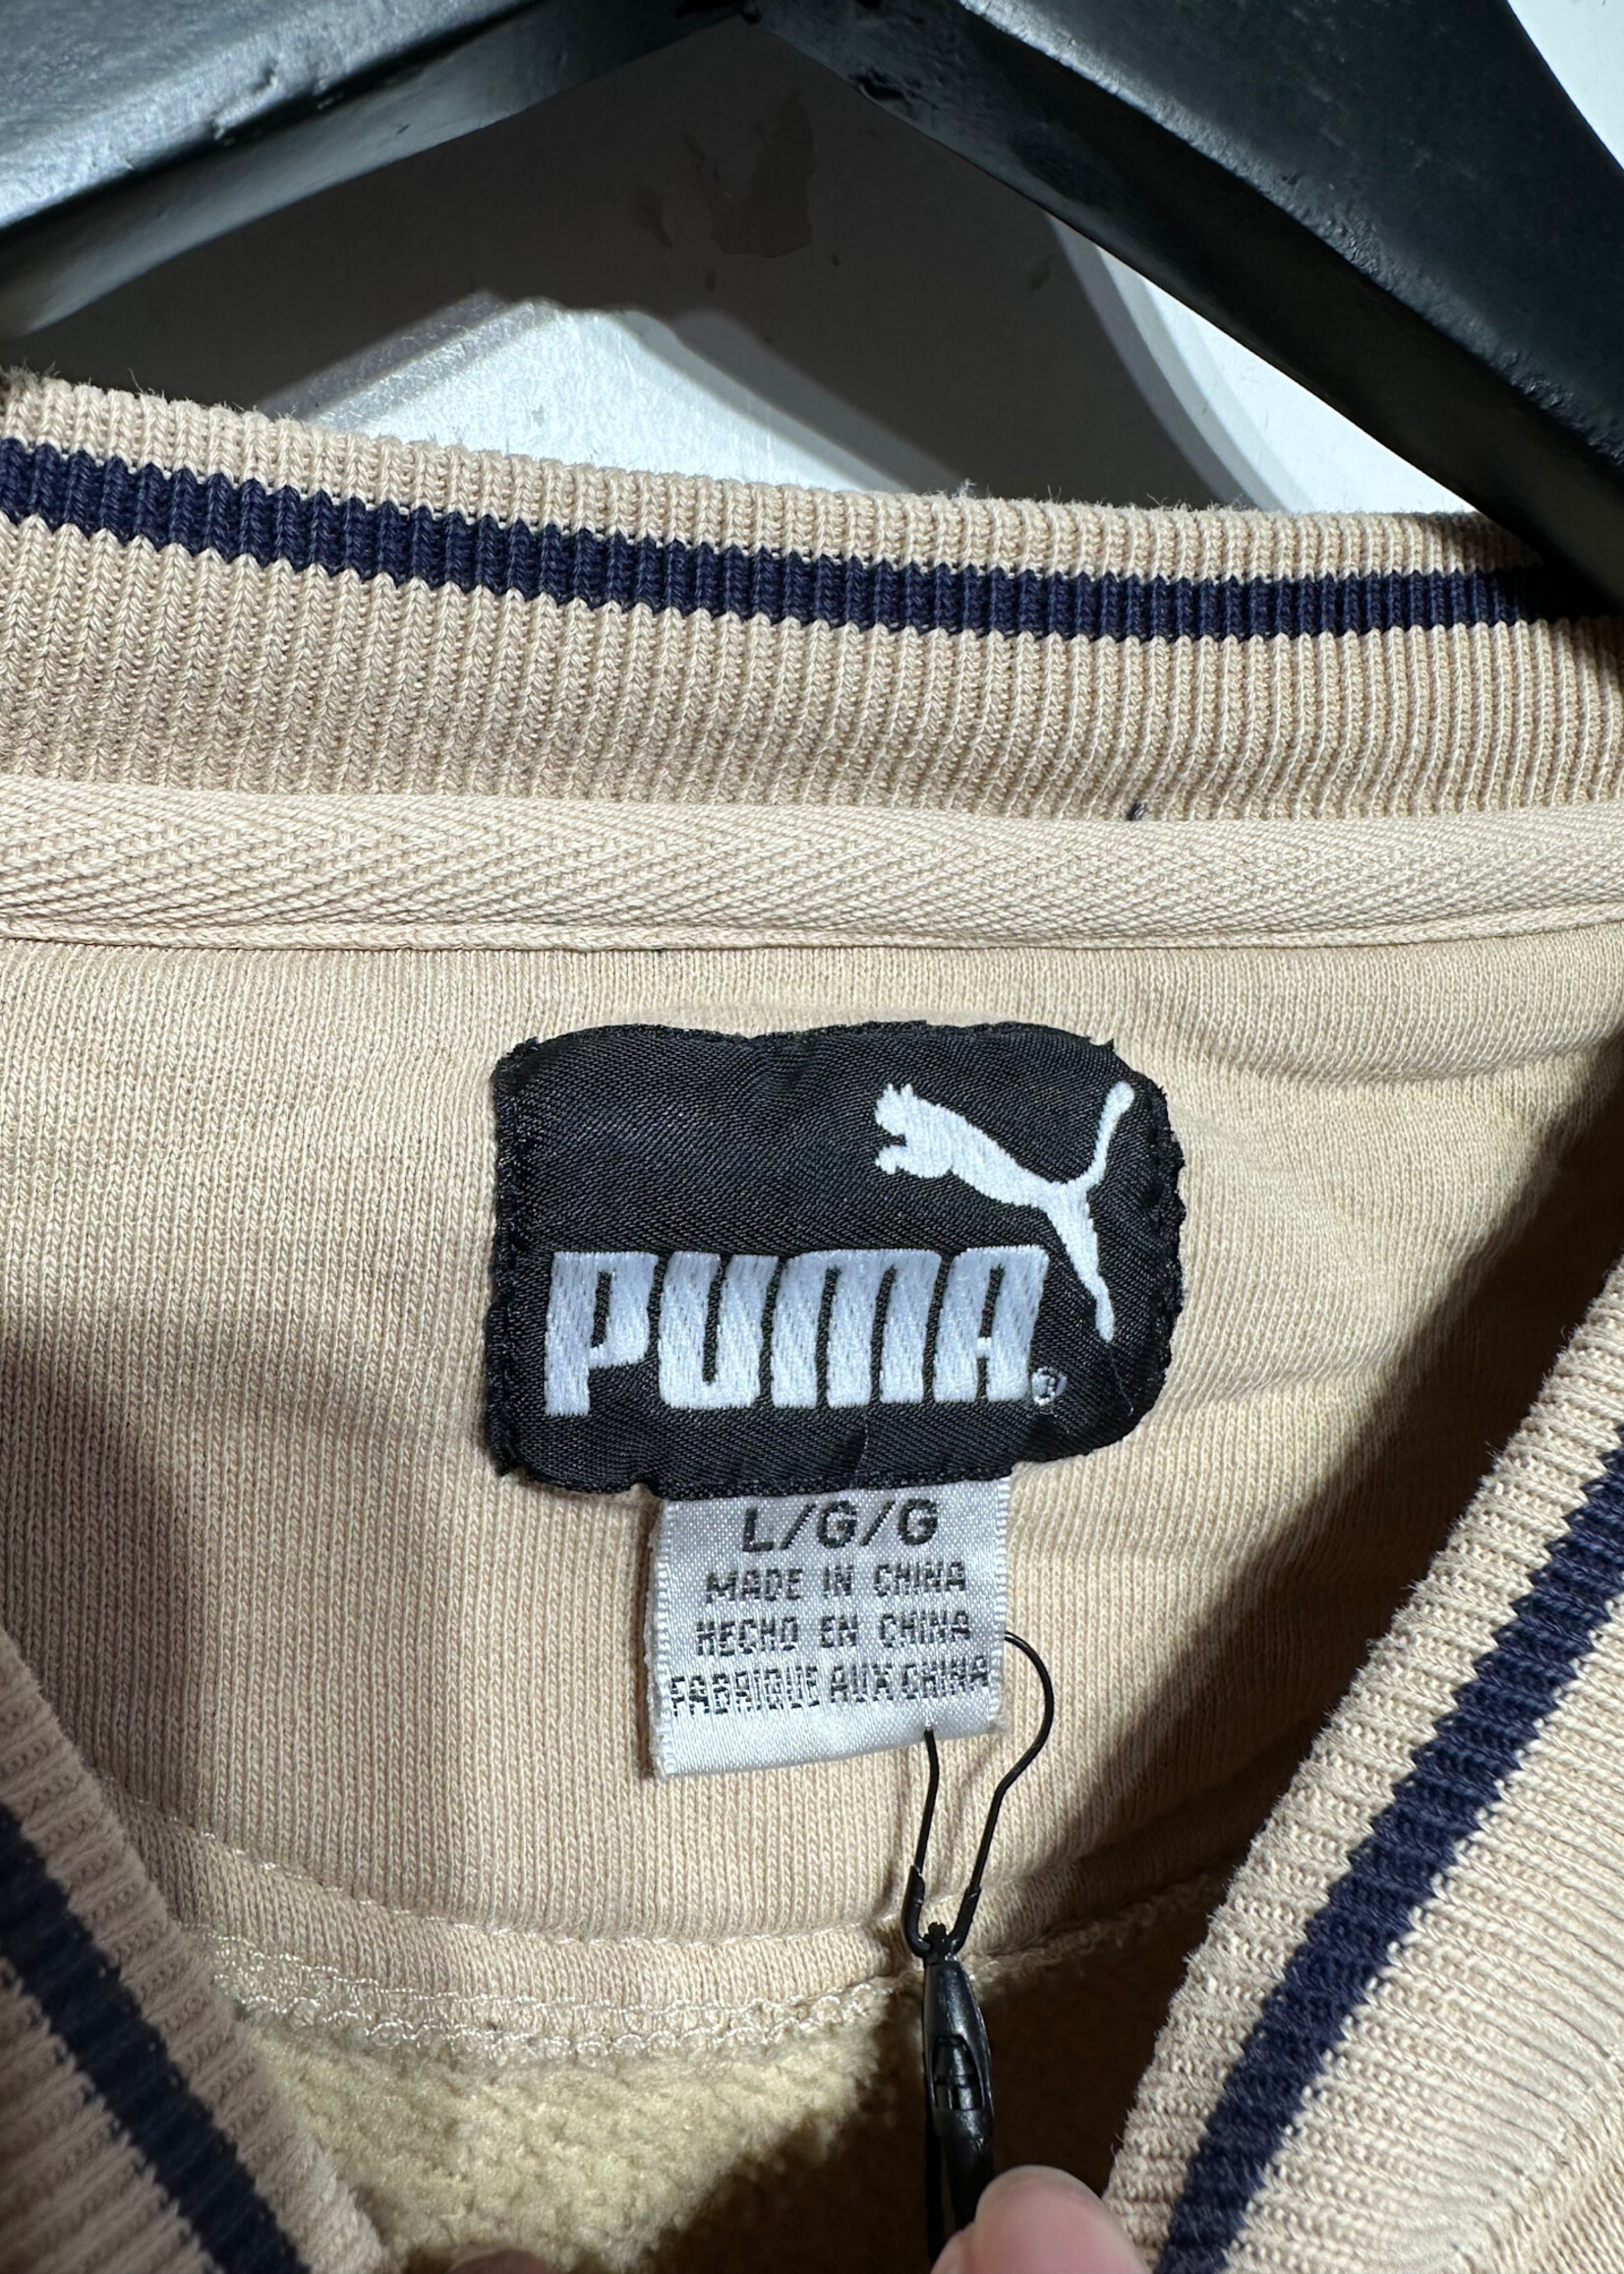 PUMA®
L/G/G
MADE IN CHINA
HECHO EN CHINA
FABRIQUE AUX CHINA